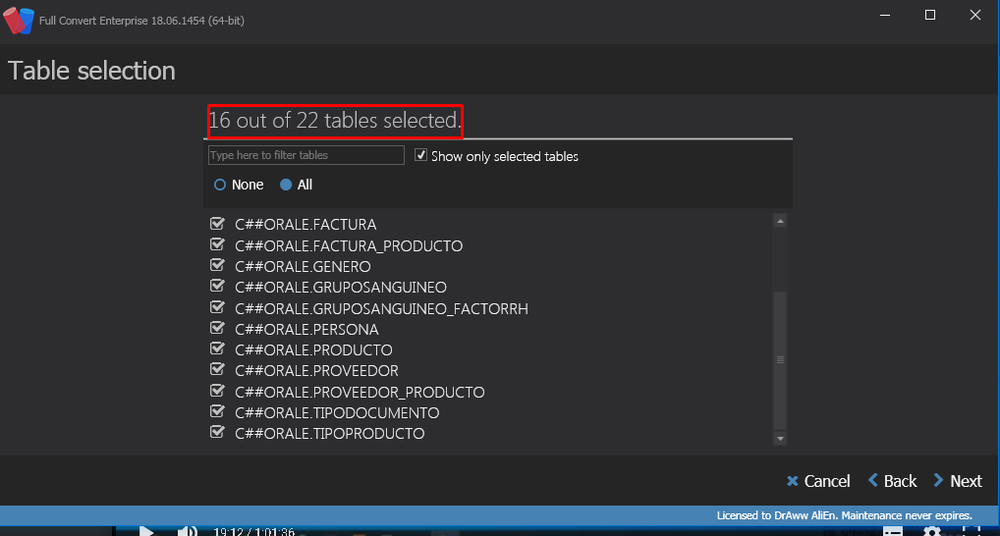 Full Convert Enterprise 18.06.1454 (64-bit)
Table selection
16 out of 22 tables selected.
Type here to filter tables
Show only selected tables
None All
C##ORALE.FACTURA
C##ORALE.FACTURA_PRODUCTO
C##ORALE.GENERO
C##ORALE.GRUPOSANGUINEO
C##ORALE.GRUPOSANGUINEO_FACTORRH
C##ORALE.PERSONA
C##ORALE.PRODUCTO
C##ORALE.PROVEEDOR
C##ORALE.PROVEEDOR_PRODUCTO
C##ORALE.TIPODOCUMENTO
C##ORALE.TIPOPRODUCTO
Cancel Back Next
Licensed to DrAww AliEn. Maintenance never expires.
19:12 / 1:01:36